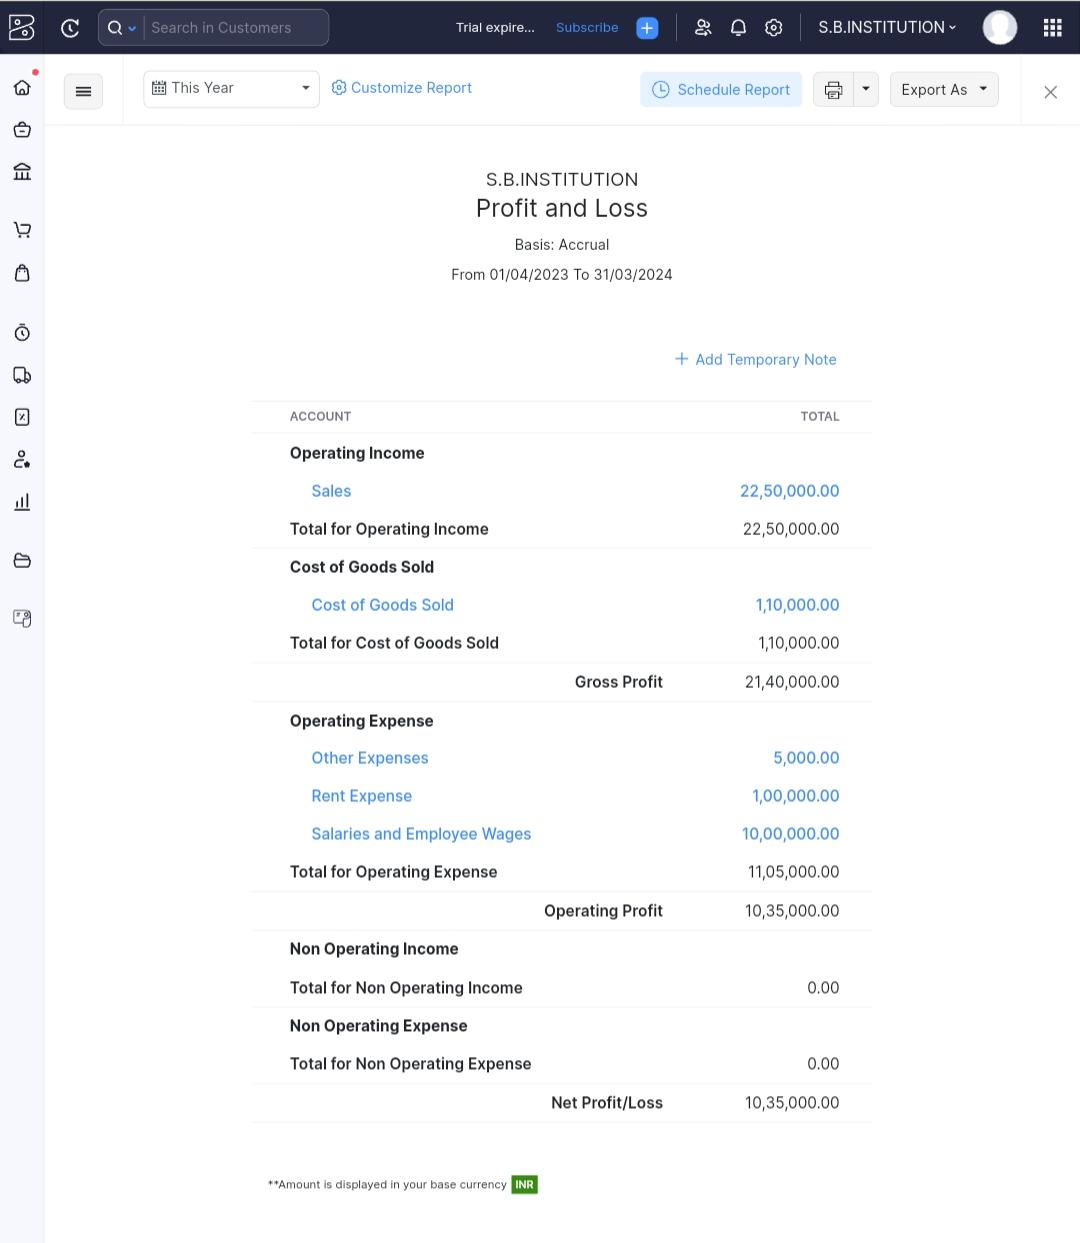 Search in Customers
Trial expire...
Subscribe
S.B.INSTITUTION
This Year
Customize Report
Schedule Report
Export As
S.B.INSTITUTION
Profit and Loss
Basis: Accrual
From 01/04/2023 To 31/03/2024
+ Add Temporary Note
ACCOUNT TOTAL
Operating Income
Sales 22,50,000.00
Total for Operating Income 22,50,000.00
Cost of Goods Sold
Cost of Goods Sold 1,10,000.00
Total for Cost of Goods Sold 1,10,000.00
Gross Profit 21,40,000.00
Operating Expense
Other Expenses 5,000.00
Rent Expense 1,00,000.00
Salaries and Employee Wages 10,00,000.00
Total for Operating Expense 11,05,000.00
Operating Profit 10,35,000.00
Non Operating Income
Total for Non Operating Income 0.00
Non Operating Expense
Total for Non Operating Expense 0.00
Net Profit/Loss 10,35,000.00
**Amount is displayed in your base currency INR